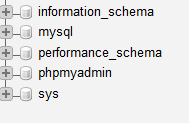 information_schema
mysql
performance_schema
phpmyadmin
sys